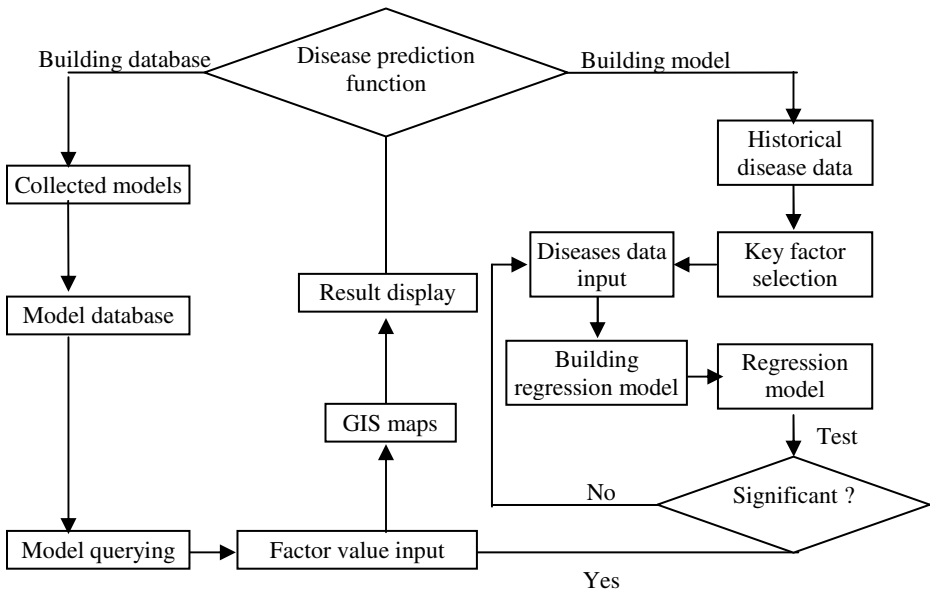 Building database
Disease prediction
function
Building model
Historical
disease data
Collected models
Diseases data
input
Key factor
selection
Result display
Model database
Building
regression model
Regression
model
GIS maps
Test
No
Significant ?
Model querying
Factor value input
Yes